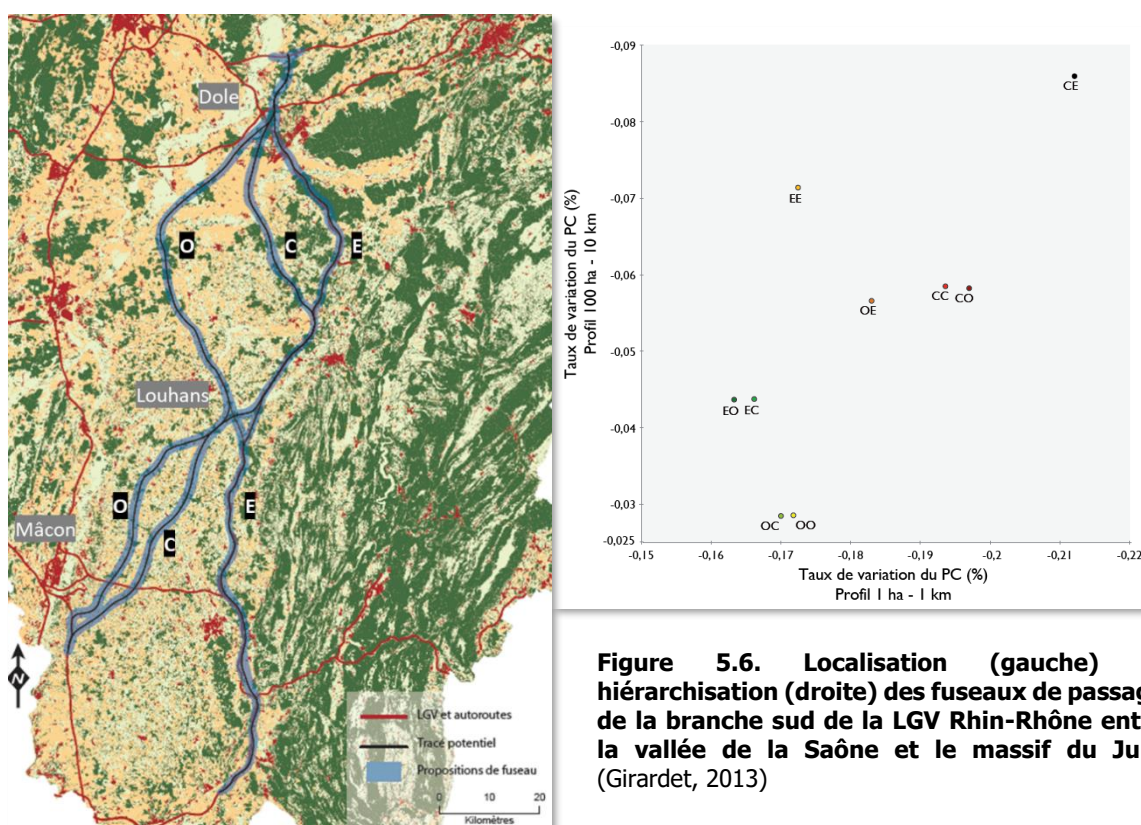 Dole
O
C
E
Louhans
O
C
E
Mâcon
N
LGV et autoroutes
Tracé potentiel
Propositions de fuseau
0 10 20
Kilomètres
Taux de variation du PC (%)
Profil 100 ha - 10 km
-0,09
-0,08
-0,07
-0,06
-0,05
-0,04
-0,03
-0,025
CE
EE
CC
CO
OE
EO
EC
OC
OO
-0,15 -0,16 -0,17 -0,18 -0,19 -0,2 -0,21 -0,22
Taux de variation du PC (%)
Profil 1 ha - 1 km
Figure 5.6. Localisation (gauche)
hiérarchisation (droite) des fuseaux de passag
de la branche sud de la LGV Rhin-Rhône ent
la vallée de la Saône et le massif du Ju
(Girardet, 2013)